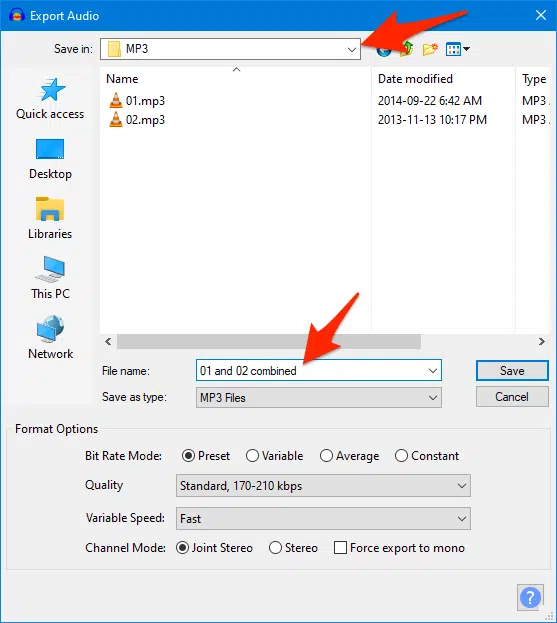 Export Audio
Save in: MP3
Name Date modified Type
01.mp3 2014-09-22 6:42 AM MP3
02.mp3 2013-11-13 10:17 PM MP3
Quick access
Desktop
Libraries
This PC
Network
File name: 01 and 02 combined Save
Save as type: MP3 Files Cancel
Format Options
Bit Rate Mode: Preset Variable Average Constant
Quality Standard, 170-210 kbps
Variable Speed: Fast
Channel Mode: Joint Stereo Stereo Force export to mono
?